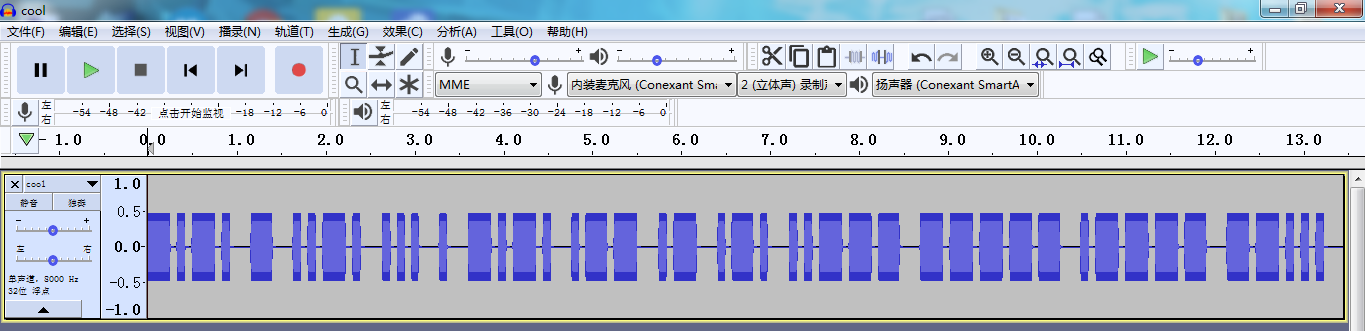 cool
文件(F) 编辑(E) 选择(S) 视图(V) 播录(N) 轨道(T) 生成(G) 效果(C) 分析(A) 工具(O) 帮助(H)
MME 内装麦克风 (Conexant Sma 2 (立体声) 录制声 扬声器 (Conexant SmartA
左 右 -54 -48 -42 点击开始监视 -18 -12 -6 0 左 右 -54 -48 -42 -36 -30 -24 -18 -12 -6 0
1.0 0.0 1.0 2.0 3.0 4.0 5.0 6.0 7.0 8.0 9.0 10.0 11.0 12.0 13.0
cool 1.0
静音 独奏
- + 0.5
左 右 0.0
单声道, 8000 Hz -0.5
32位 浮点
-1.0